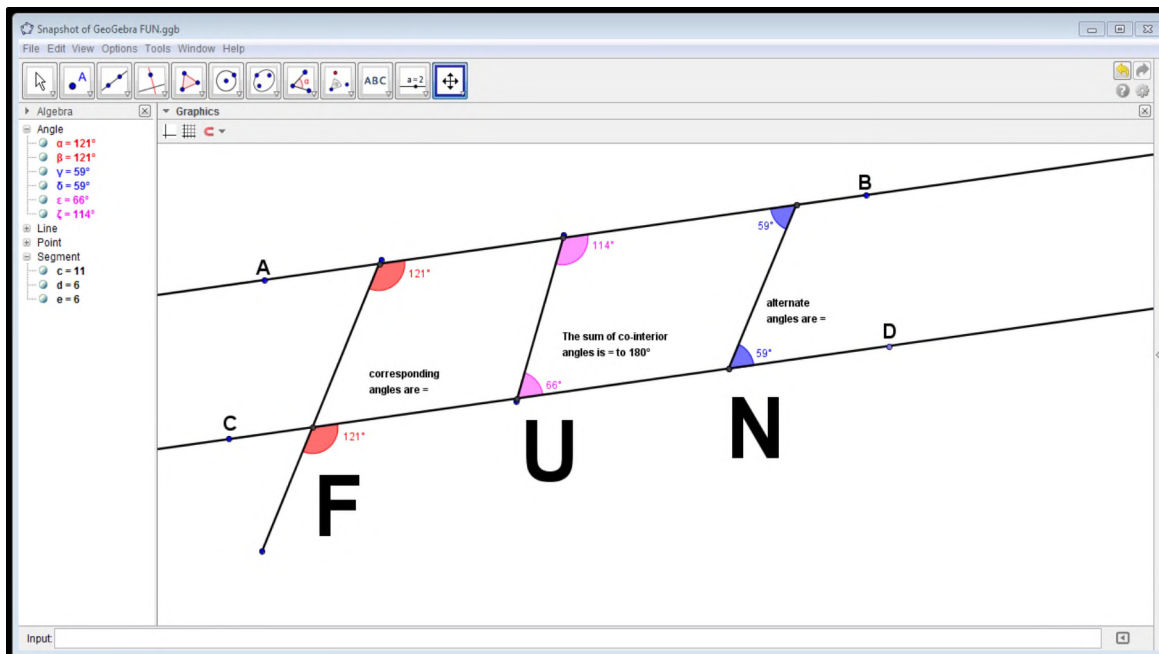 Snapshot of GeoGebra FUN.ggb
File Edit View Options Tools Window Help
A
α
ABC
a=2
Algebra
Graphics
Angle
α = 121°
β = 121°
γ = 59°
δ = 59°
ε = 66°
ζ = 114°
Line
Point
Segment
c = 11
d = 6
e = 6
B
59°
114°
A
121°
alternate
angles are =
D
The sum of co-interior
angles is = to 180°
59°
corresponding
angles are =
66°
C
121°
F
U
N
Input: